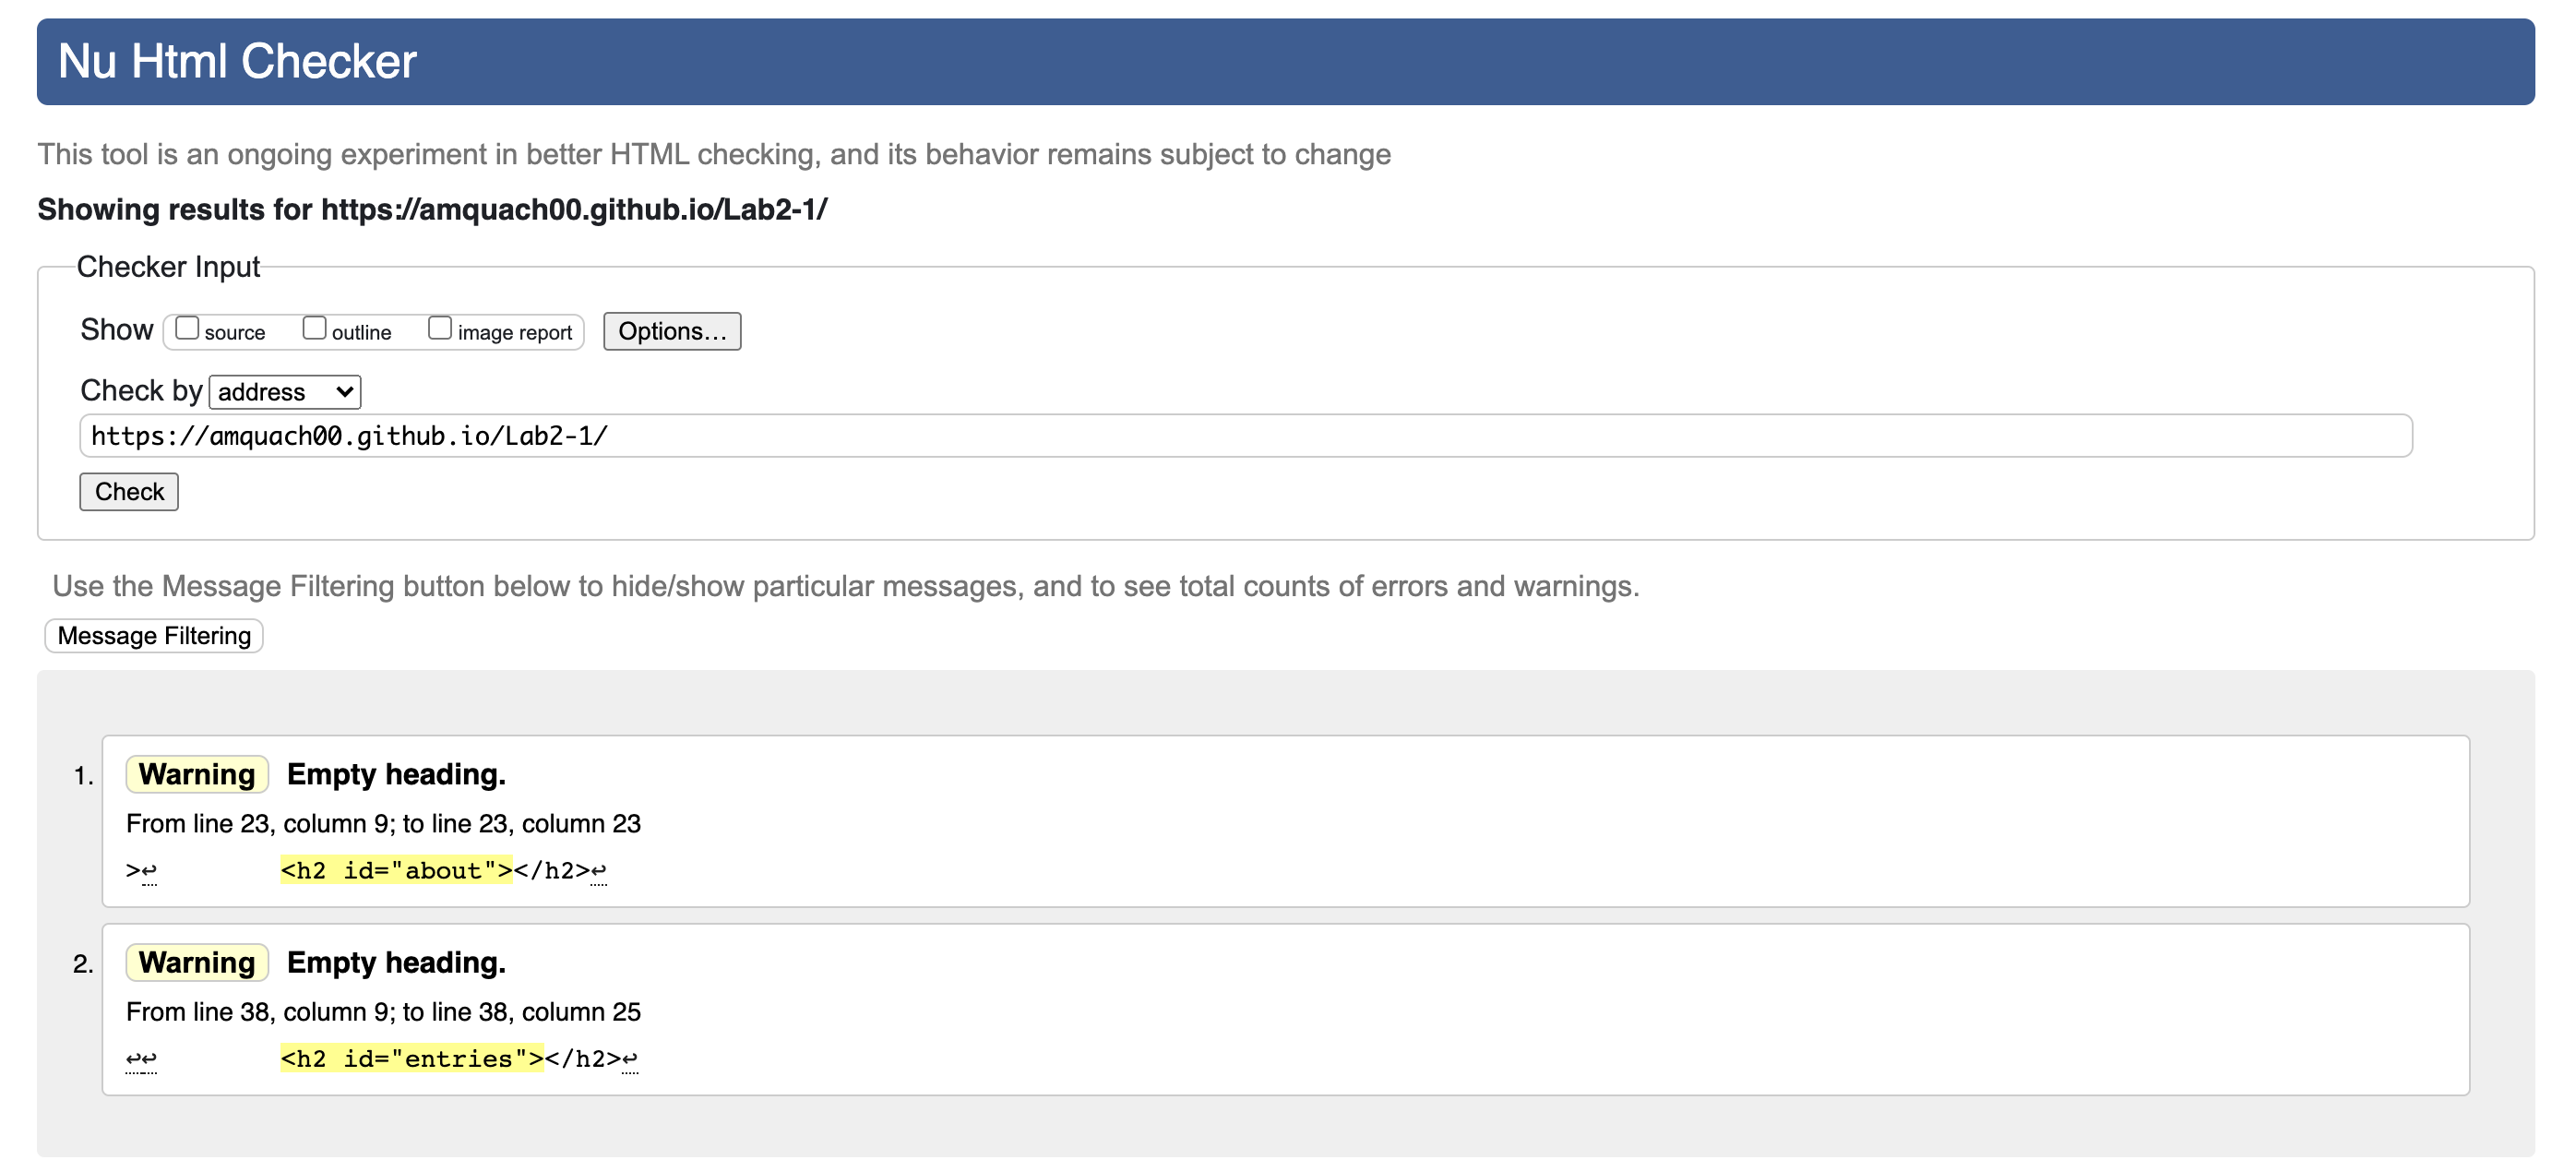 Nu Html Checker
This tool is an ongoing experiment in better HTML checking, and its behavior remains subject to change
Showing results for https://amquach00.github.io/Lab2-1/
Checker Input
Show source outline image report Options...
Check by address
https://amquach00.github.io/Lab2-1/
Check
Use the Message Filtering button below to hide/show particular messages, and to see total counts of errors and warnings.
Message Filtering
1. Warning Empty heading.
From line 23, column 9; to line 23, column 23
>↩ <h2 id="about"></h2>↩
2. Warning Empty heading.
From line 38, column 9; to line 38, column 25
↩↩ <h2 id="entries"></h2>↩